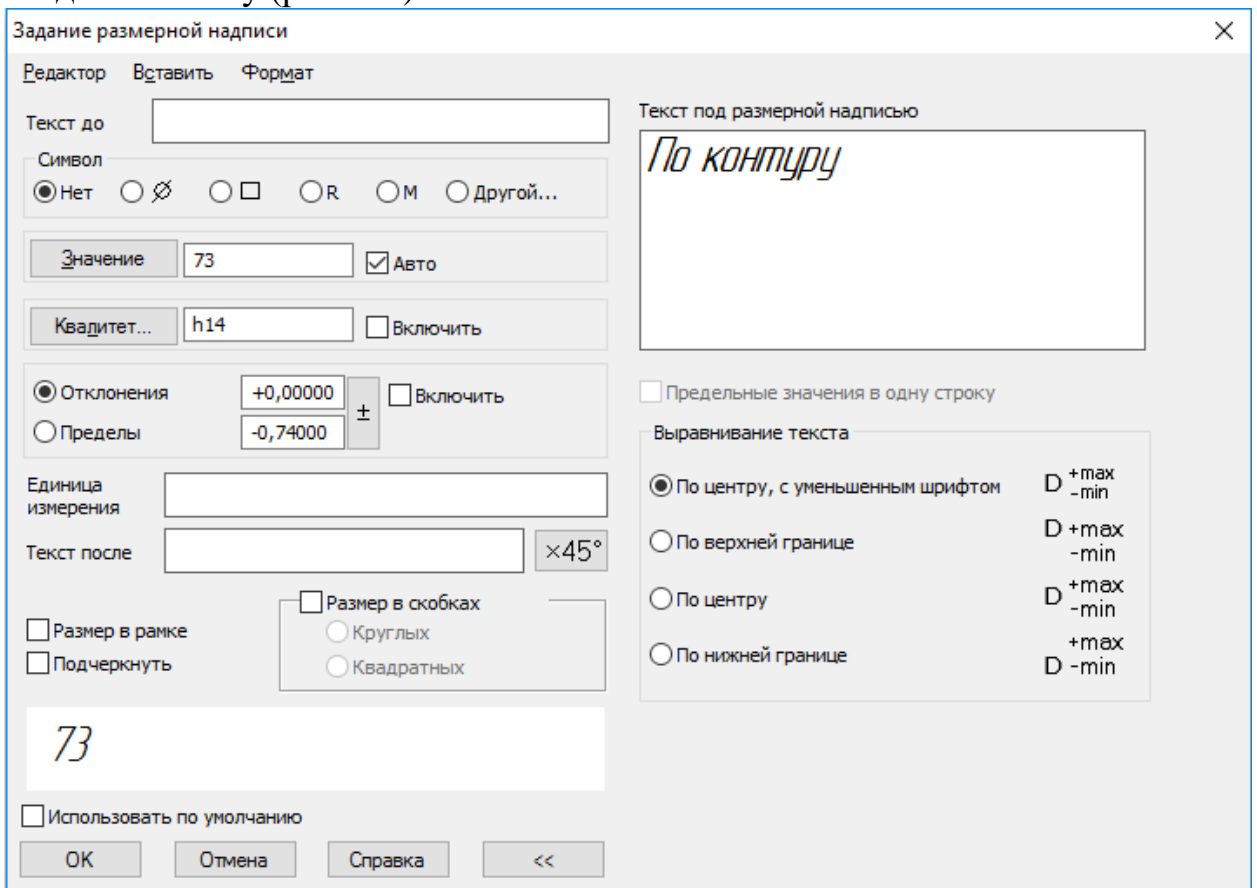 Задание размерной надписи
Редактор Вставить Формат
Текст до
Символ
Нет Ø □ R M Другой...
Значение 73 Авто
Квалитет... h14 Включить
Отклонения +0,00000 ± Включить
Пределы -0,74000
Единица
измерения
Текст после ×45°
Размер в скобках
Размер в рамке Круглых
Подчеркнуть Квадратных
73
Использовать по умолчанию
OK Отмена Справка <<
Текст под размерной надписью
По контуру
Предельные значения в одну строку
Выравнивание текста
По центру, с уменьшенным шрифтом D +max -min
По верхней границе D +max -min
По центру D +max -min
По нижней границе D +max -min